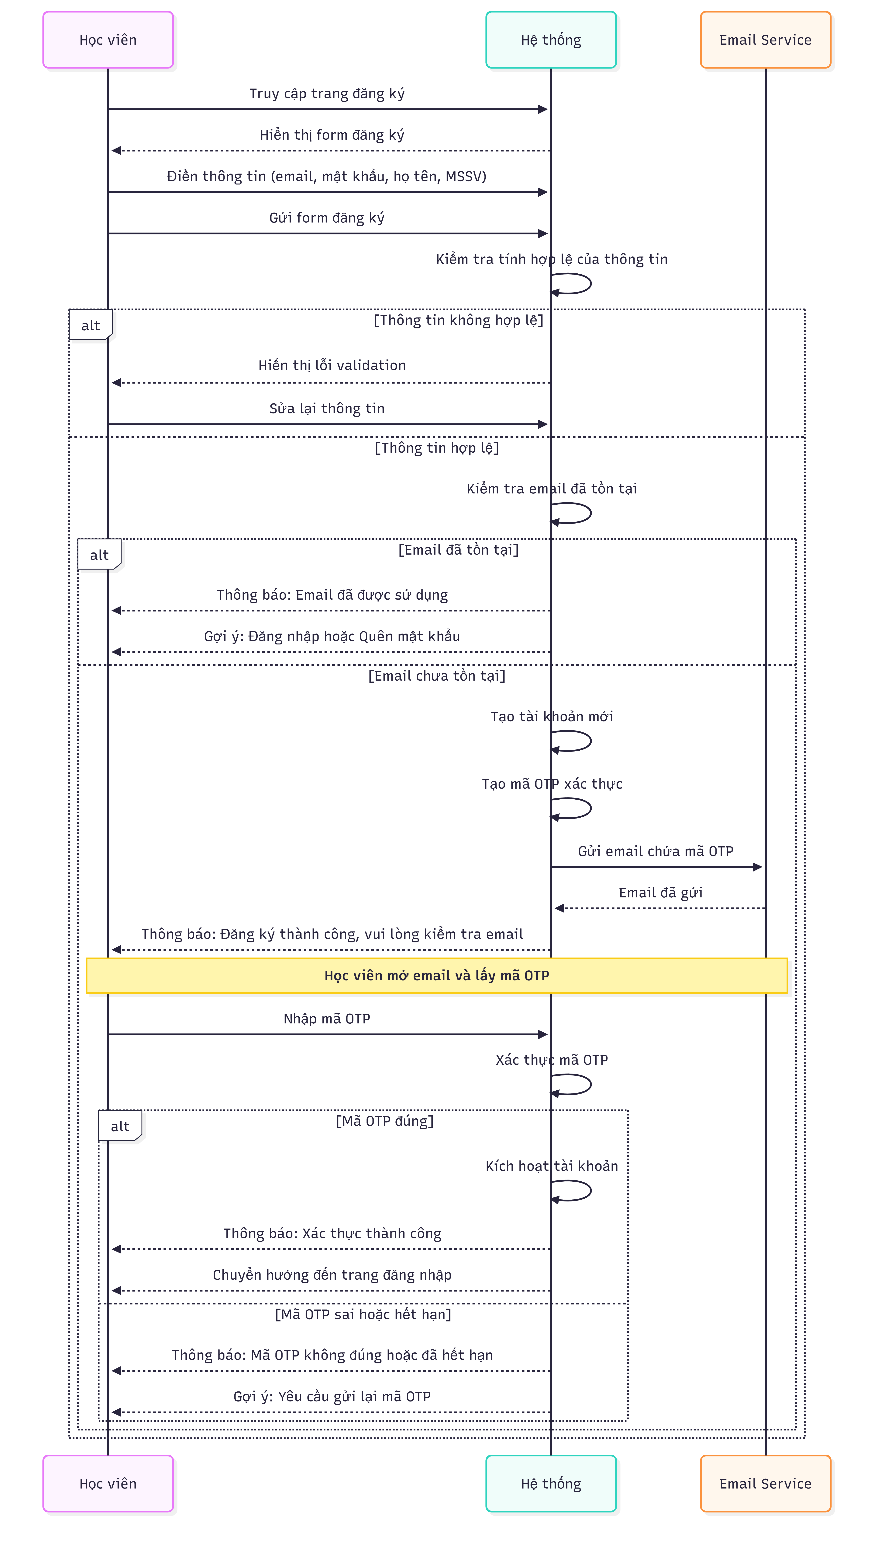 Học viên
Hệ thống
Email Service
Truy cập trang đăng ký
Hiển thị form đăng ký
Điền thông tin (email, mật khẩu, họ tên, MSSV)
Gửi form đăng ký
Kiểm tra tính hợp lệ của thông tin
alt
[Thông tin không hợp lệ]
Hiển thị lỗi validation
Sửa lại thông tin
[Thông tin hợp lệ]
Kiểm tra email đã tồn tại
alt
[Email đã tồn tại]
Thông báo: Email đã được sử dụng
Gợi ý: Đăng nhập hoặc Quên mật khẩu
[Email chưa tồn tại]
Tạo tài khoản mới
Tạo mã OTP xác thực
Gửi email chứa mã OTP
Email đã gửi
Thông báo: Đăng ký thành công, vui lòng kiểm tra email
Học viên mở email và lấy mã OTP
Nhập mã OTP
Xác thực mã OTP
alt
[Mã OTP đúng]
Kích hoạt tài khoản
Thông báo: Xác thực thành công
Chuyển hướng đến trang đăng nhập
[Mã OTP sai hoặc hết hạn]
Thông báo: Mã OTP không đúng hoặc đã hết hạn
Gợi ý: Yêu cầu gửi lại mã OTP
Học viên
Hệ thống
Email Service